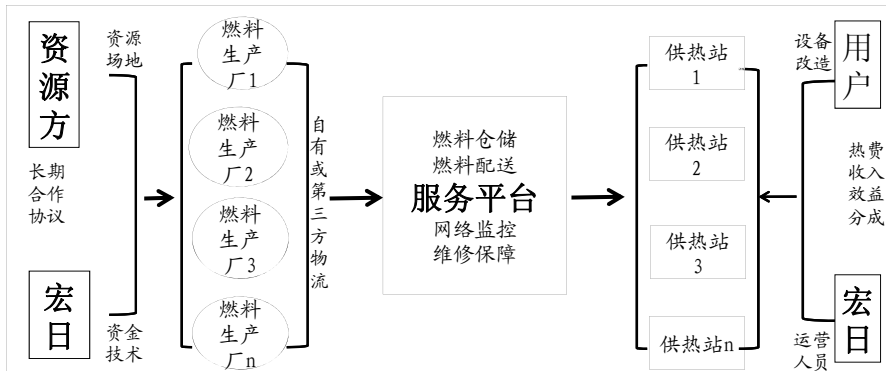 资
源
方
资源
场地
长期
合作
协议
宏
日
资金
技术
燃料
生产
厂1
燃料
生产
厂2
燃料
生产
厂3
燃料
生产
厂n
自有或第三方物流
燃料仓储
燃料配送
服务平台
网络监控
维修保障
供热站
1
供热站
2
供热站
3
供热站n
设备
改造
用
户
热费
收入
效益
分成
宏
日
运营
人员